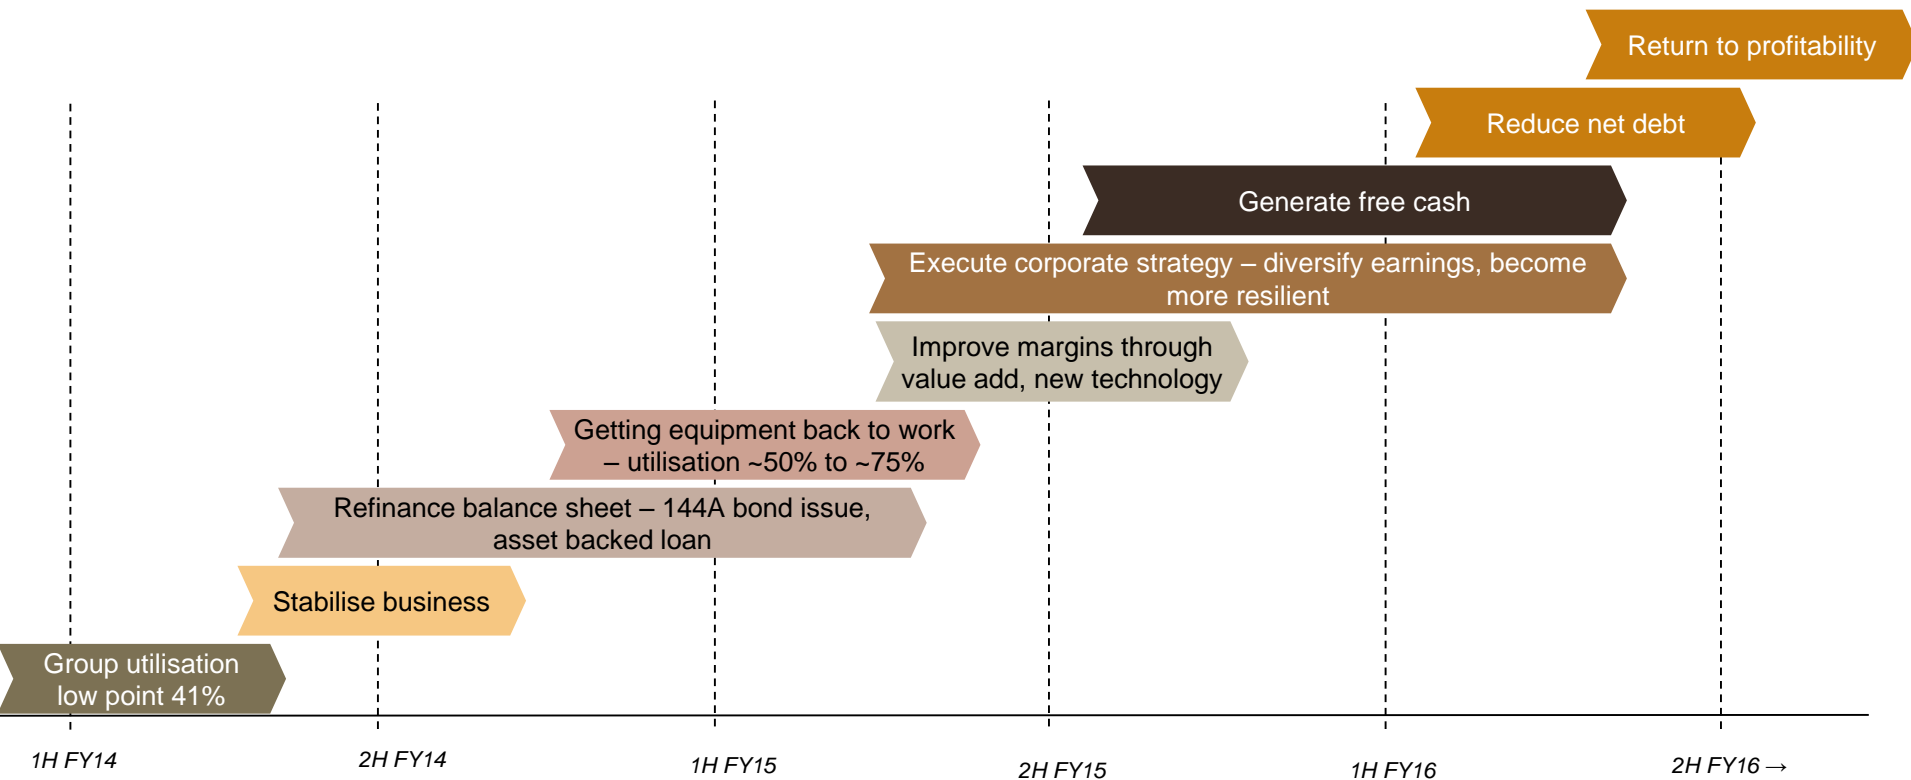 Return to profitability
Reduce net debt
Generate free cash
Execute corporate strategy – diversify earnings, become
more resilient
Improve margins through
value add, new technology
Getting equipment back to work
– utilisation ~50% to ~75%
Refinance balance sheet – 144A bond issue,
asset backed loan
Stabilise business
Group utilisation
low point 41%
1H FY14
2H FY14
1H FY15
2H FY15
1H FY16
2H FY16 →